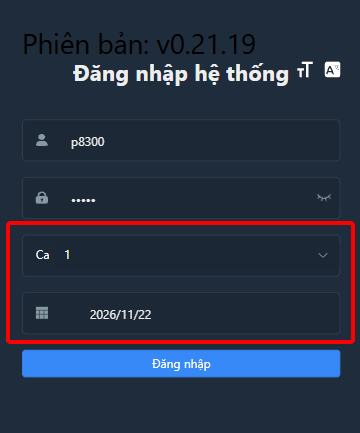 Phiên bản: v0.21.19
Đăng nhập hệ thống
p8300
•••••
Ca 1
2026/11/22
Đăng nhập